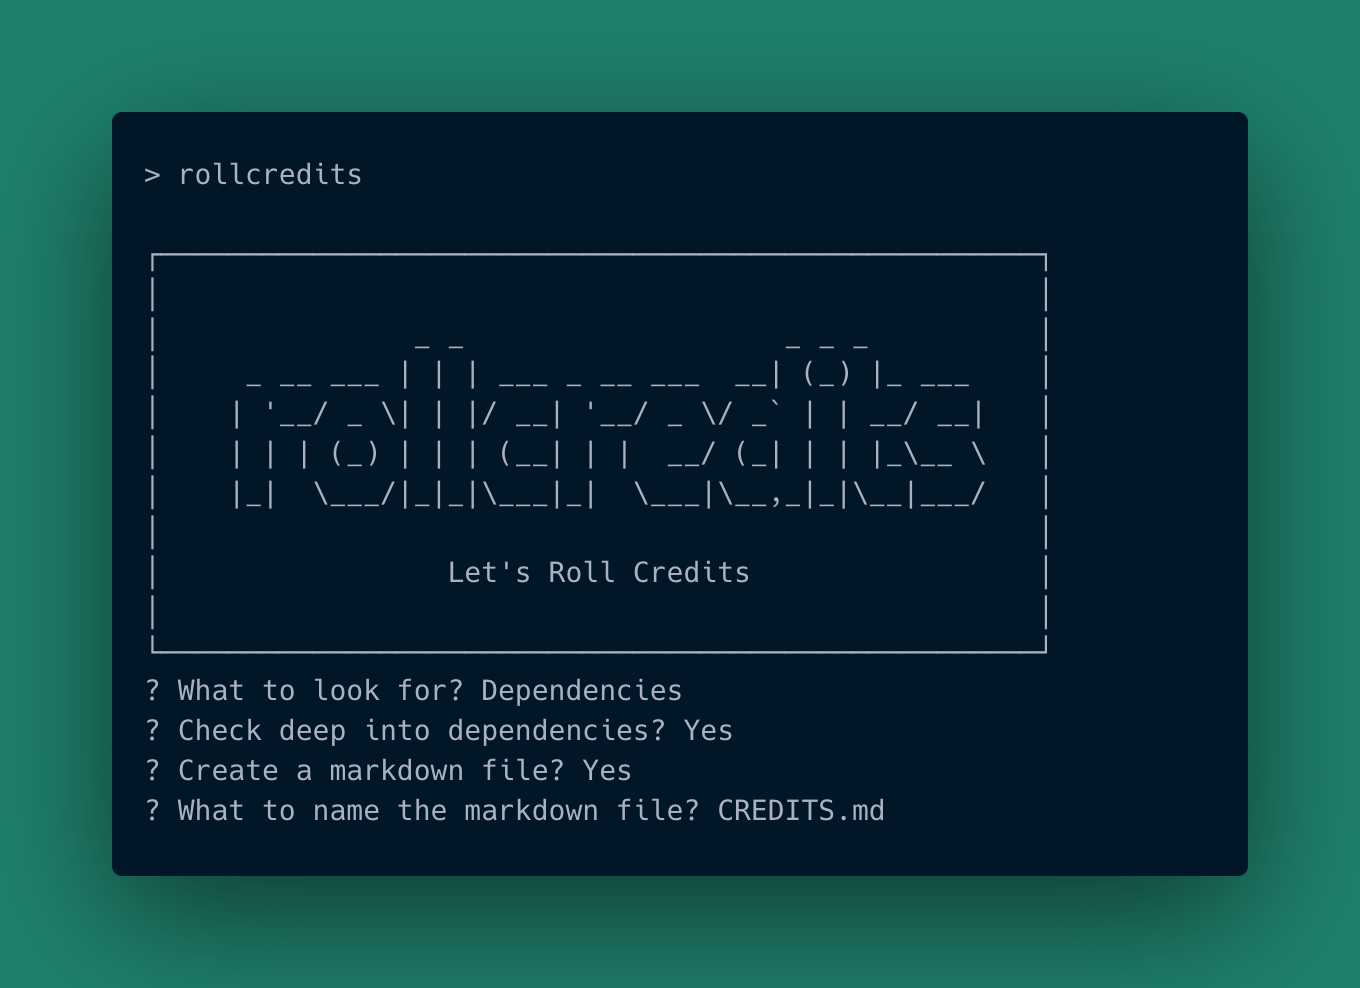 > rollcredits
rollcredits
Let's Roll Credits
? What to look for? Dependencies
? Check deep into dependencies? Yes
? Create a markdown file? Yes
? What to name the markdown file? CREDITS.md